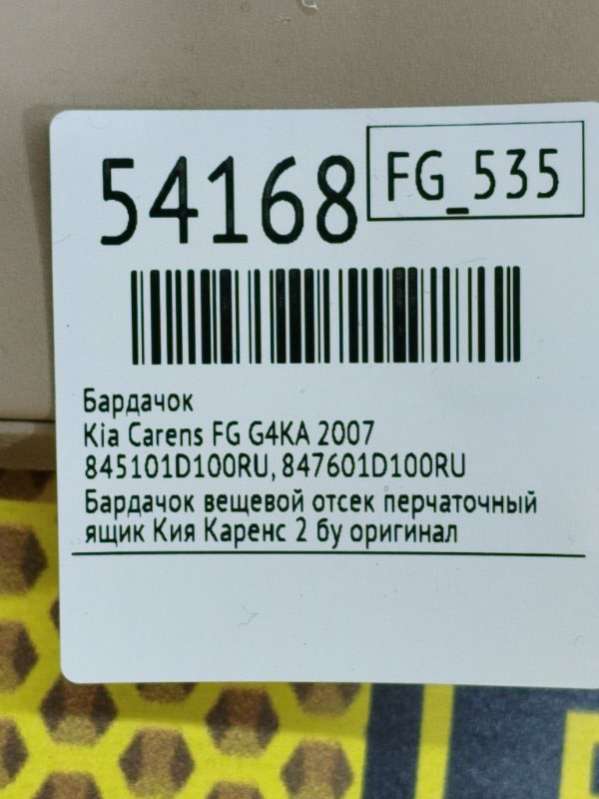 54168
FG_535
Бардачок
Kia Carens FG G4KA 2007
845101D100RU, 847601D100RU
Бардачок вещевой отсек перчаточный
ящик Кия Каренс 2 бу оригинал